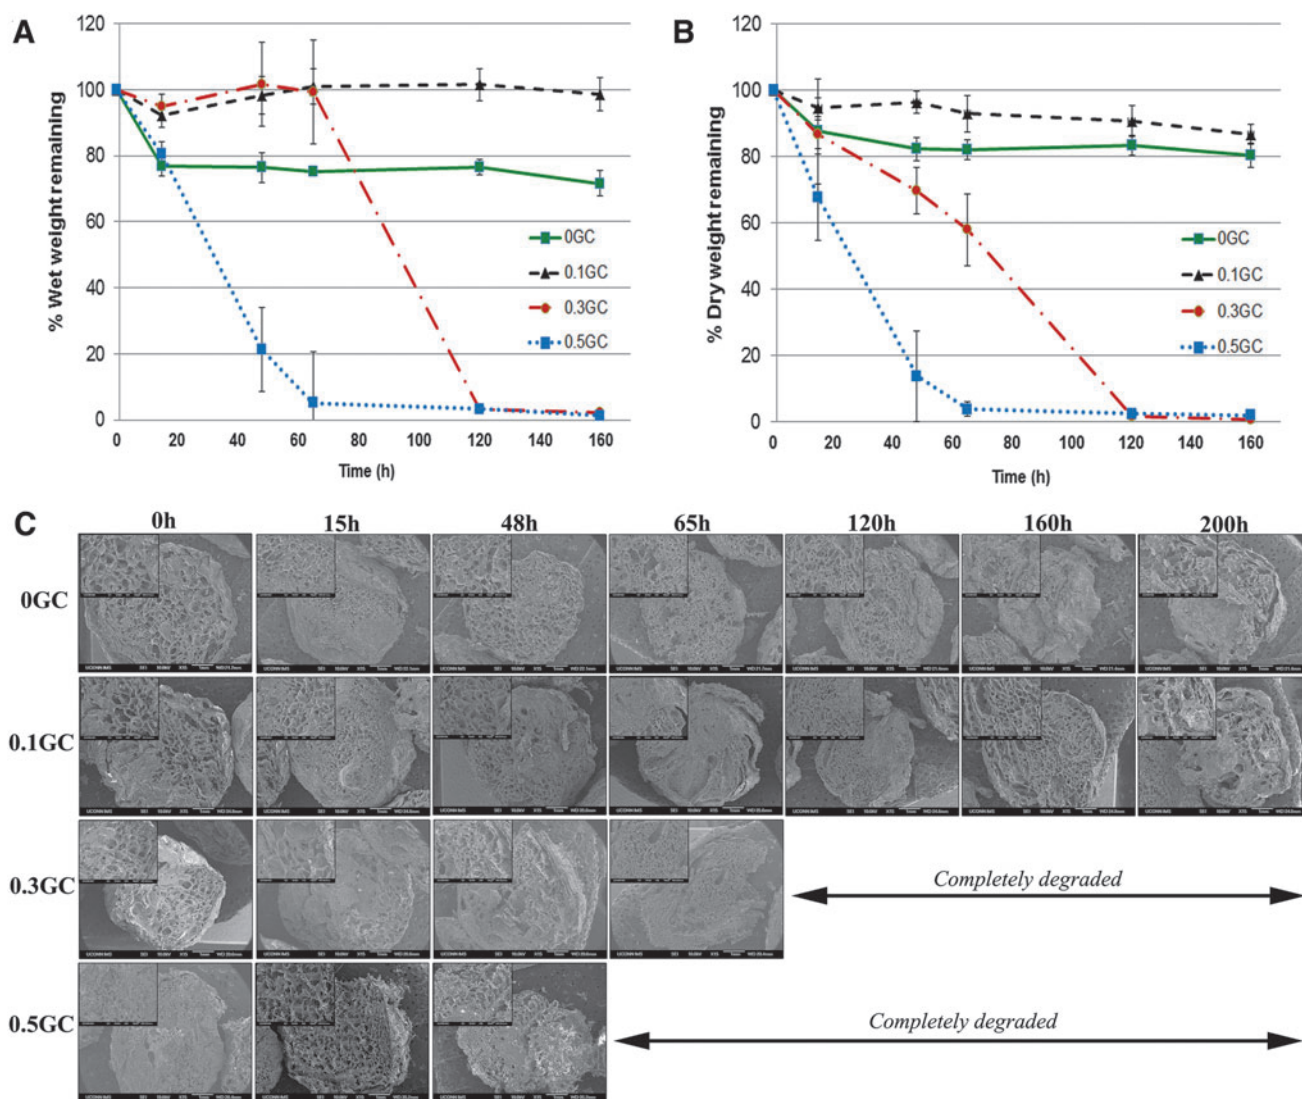 A
% Wet weight remaining
120
100
80
60
40
20
0
0GC
0.1GC
0.3GC
0.5GC
0 20 40 60 80 100 120 140 160
Time (h)
B
% Dry weight remaining
120
100
80
60
40
20
0
0GC
0.1GC
0.3GC
0.5GC
0 20 40 60 80 100 120 140 160
Time (h)
C
0h 15h 48h 65h 120h 160h 200h
0GC
0.1GC
0.3GC
Completely degraded
0.5GC
Completely degraded